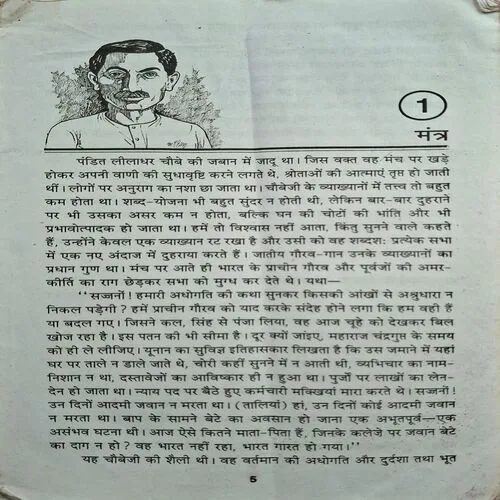 1
मंत्र
पंडित लीलाधर चौबे की जबान में जादू था। जिस वक्त वह मंच पर खड़े
होकर अपनी वाणी की सुधावृष्टि करने लगते थे, श्रोताओं की आत्माएं तृप्त हो जाती
थीं। लोगों पर अनुराग का नशा छा जाता था। चौबेजी के व्याख्यानों में तत्त्व तो बहुत
कम होता था। शब्द-योजना भी बहुत सुंदर न होती थी, लेकिन बार-बार दुहराने
पर भी उसका असर कम न होता, बल्कि घन की चोटों की भांति और भी
प्रभावोत्पादक हो जाता था। हमें तो विश्वास नहीं आता, किंतु सुनने वाले कहते
हैं, उन्होंने केवल एक व्याख्यान रट रखा है और उसी को वह शब्दश: प्रत्येक सभा
में एक नए अंदाज में दुहराया करते हैं। जातीय गौरव-गान उनके व्याख्यानों का
प्रधान गुण था। मंच पर आते ही भारत के प्राचीन गौरव और पूर्वजों की अमर-
कीर्ति का राग छेड़कर सभा को मुग्ध कर देते थे। यथा—
‘‘सज्जनों! हमारी अधोगति की कथा सुनकर किसकी आंखों से अश्रुधारा न
निकल पड़ेगी ? हमें प्राचीन गौरव को याद करके संदेह होने लगा कि हम वही हैं
या बदल गए। जिसने कल, सिंह से पंजा लिया, वह आज चूहे को देखकर बिल
खोज रहा है। इस पतन की भी सीमा है। दूर क्यों जाइए, महाराज चंद्रगुप्त के समय
को ही ले लीजिए। यूनान का सुविज्ञ इतिहासकार लिखता है कि उस जमाने में यहां
घर पर ताले न डाले जाते थे, चोरी कहीं सुनने में न आती थी, व्यभिचार का नाम-
निशान न था, दस्तावेजों का आविष्कार ही न हुआ था। पुर्जों पर लाखों का लेन-
देन हो जाता था। न्याय पद पर बैठे हुए कर्मचारी मक्खियां मारा करते थे। सज्जनों!
उन दिनों आदमी जवान न मरता था। (तालियां) हां, उन दिनों कोई आदमी जवान
न मरता था। बाप के सामने बेटे का अवसान हो जाना एक अभूतपूर्व—एक
असंभव घटना थी। आज ऐसे कितने माता-पिता हैं, जिनके कलेजे पर जवान बेटे
का दाग न हो ? वह भारत नहीं रहा, भारत गारत हो गया।’’
यह चौबेजी की शैली थी। वह वर्तमान की अधोगति और दुर्दशा तथा भूत
5